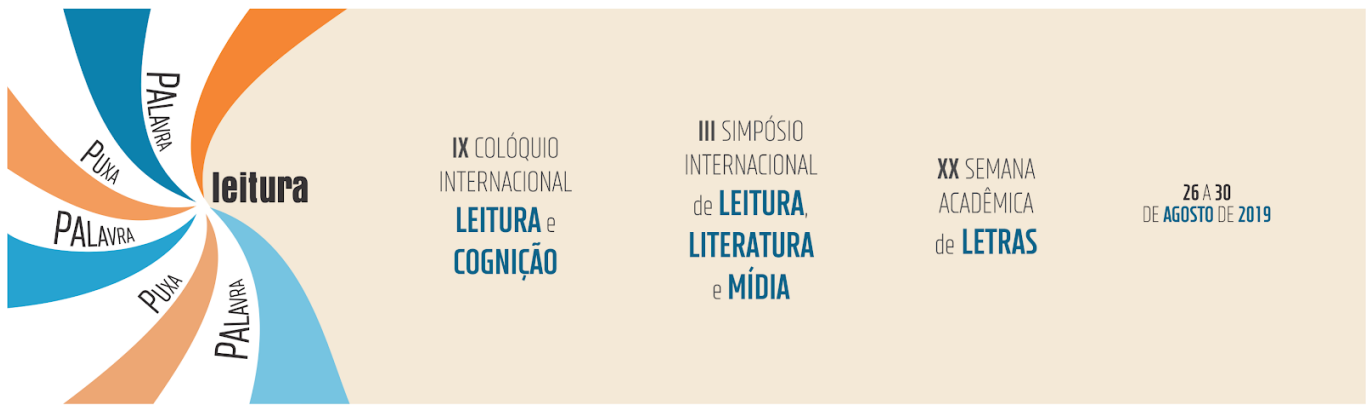 PALAVRA
PUXA
PALAVRA
PUXA
PALAVRA
leitura
IX COLÓQUIO
INTERNACIONAL
LEITURA e
COGNIÇÃO
III SIMPÓSIO
INTERNACIONAL
de LEITURA,
LITERATURA
e MÍDIA
XX SEMANA
ACADÊMICA
de LETRAS
26 A 30
DE AGOSTO DE 2019